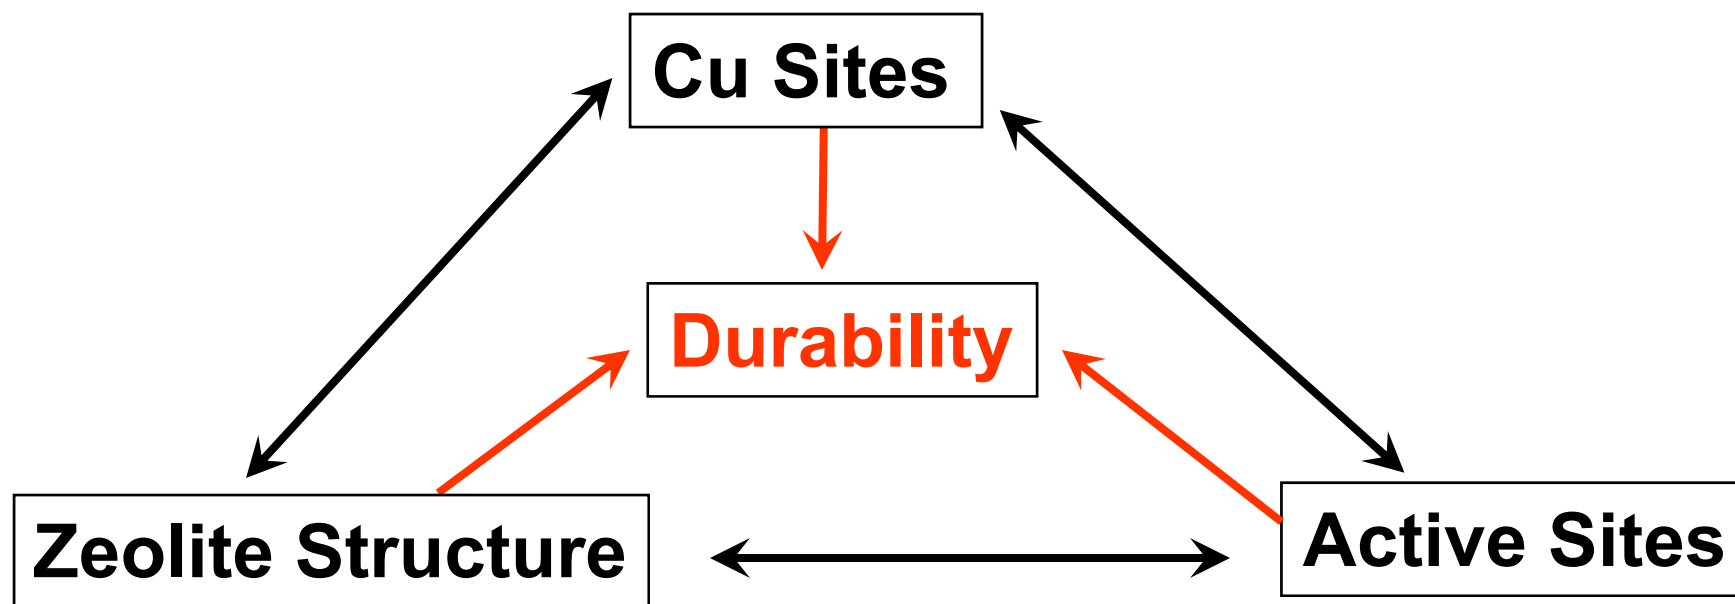 Cu Sites
Durability
Zeolite Structure
Active Sites